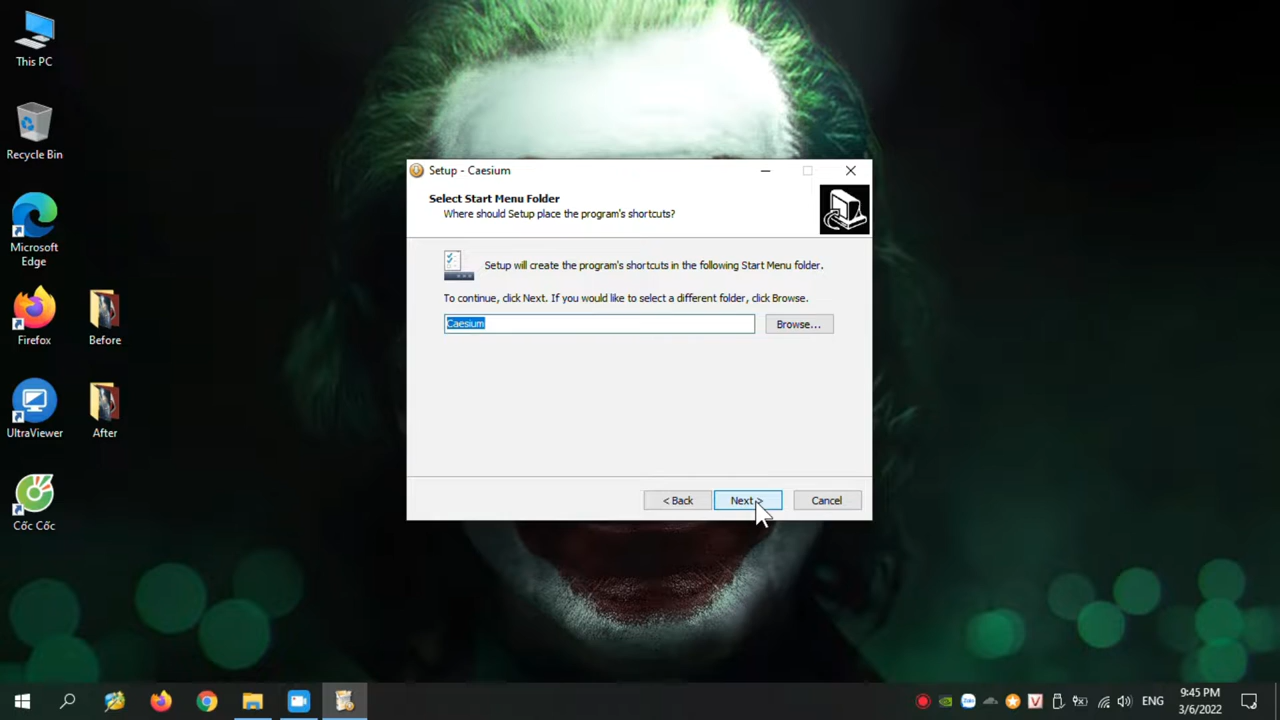 This PC
Recycle Bin
Microsoft
Edge
Firefox
Before
UltraViewer
After
Cốc Cốc
Setup - Caesium
Select Start Menu Folder
Where should Setup place the program's shortcuts?
Setup will create the program's shortcuts in the following Start Menu folder.
To continue, click Next. If you would like to select a different folder, click Browse.
Caesium
Browse...
< Back
Next >
Cancel
Zalo
V
ENG
9:45 PM
3/6/2022